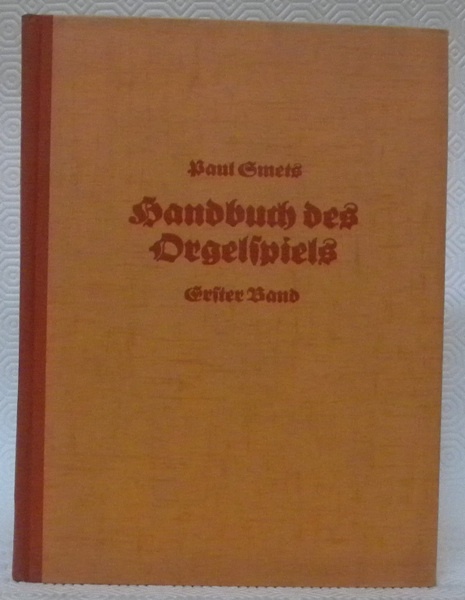 Paul Smets
Handbuch des
Orgelſpiels
Erſter Band